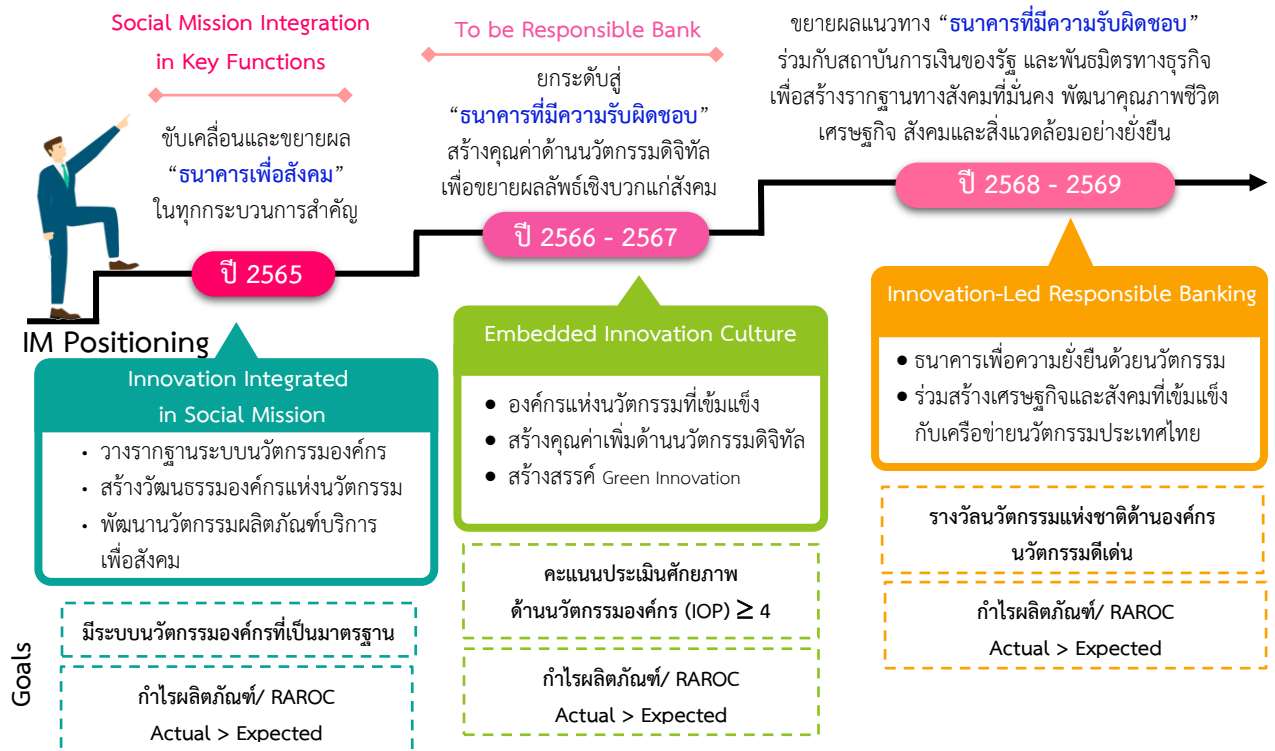 Social Mission Integration
in Key Functions
ขับเคลื่อนและขยายผล
“ธนาคารเพื่อสังคม”
ในทุกกระบวนการสำคัญ
ปี 2565
To be Responsible Bank
ยกระดับสู่
“ธนาคารที่มีความรับผิดชอบ”
สร้างคุณค่าด้านนวัตกรรมดิจิทัล
เพื่อขยายผลลัพธ์เชิงบวกแก่สังคม
ปี 2566 - 2567
ขยายผลแนวทาง “ธนาคารที่มีความรับผิดชอบ”
ร่วมกับสถาบันการเงินของรัฐ และพันธมิตรทางธุรกิจ
เพื่อสร้างรากฐานทางสังคมที่มั่นคง พัฒนาคุณภาพชีวิต
เศรษฐกิจ สังคมและสิ่งแวดล้อมอย่างยั่งยืน
ปี 2568 - 2569
IM Positioning
Innovation Integrated
in Social Mission
• วางรากฐานระบบนวัตกรรมองค์กร
• สร้างวัฒนธรรมองค์กรแห่งนวัตกรรม
• พัฒนานวัตกรรมผลิตภัณฑ์บริการ
เพื่อสังคม
Embedded Innovation Culture
• องค์กรแห่งนวัตกรรมที่เข้มแข็ง
• สร้างคุณค่าเพิ่มด้านนวัตกรรมดิจิทัล
• สร้างสรรค์ Green Innovation
Innovation-Led Responsible Banking
• ธนาคารเพื่อความยั่งยืนด้วยนวัตกรรม
• ร่วมสร้างเศรษฐกิจและสังคมที่เข้มแข็ง
กับเครือข่ายนวัตกรรมประเทศไทย
Goals
มีระบบนวัตกรรมองค์กรที่เป็นมาตรฐาน
กำไรผลิตภัณฑ์/ RAROC
Actual > Expected
คะแนนประเมินศักยภาพ
ด้านนวัตกรรมองค์กร (IOP) ≥ 4
กำไรผลิตภัณฑ์/ RAROC
Actual > Expected
รางวัลนวัตกรรมแห่งชาติด้านองค์กร
นวัตกรรมดีเด่น
กำไรผลิตภัณฑ์/ RAROC
Actual > Expected